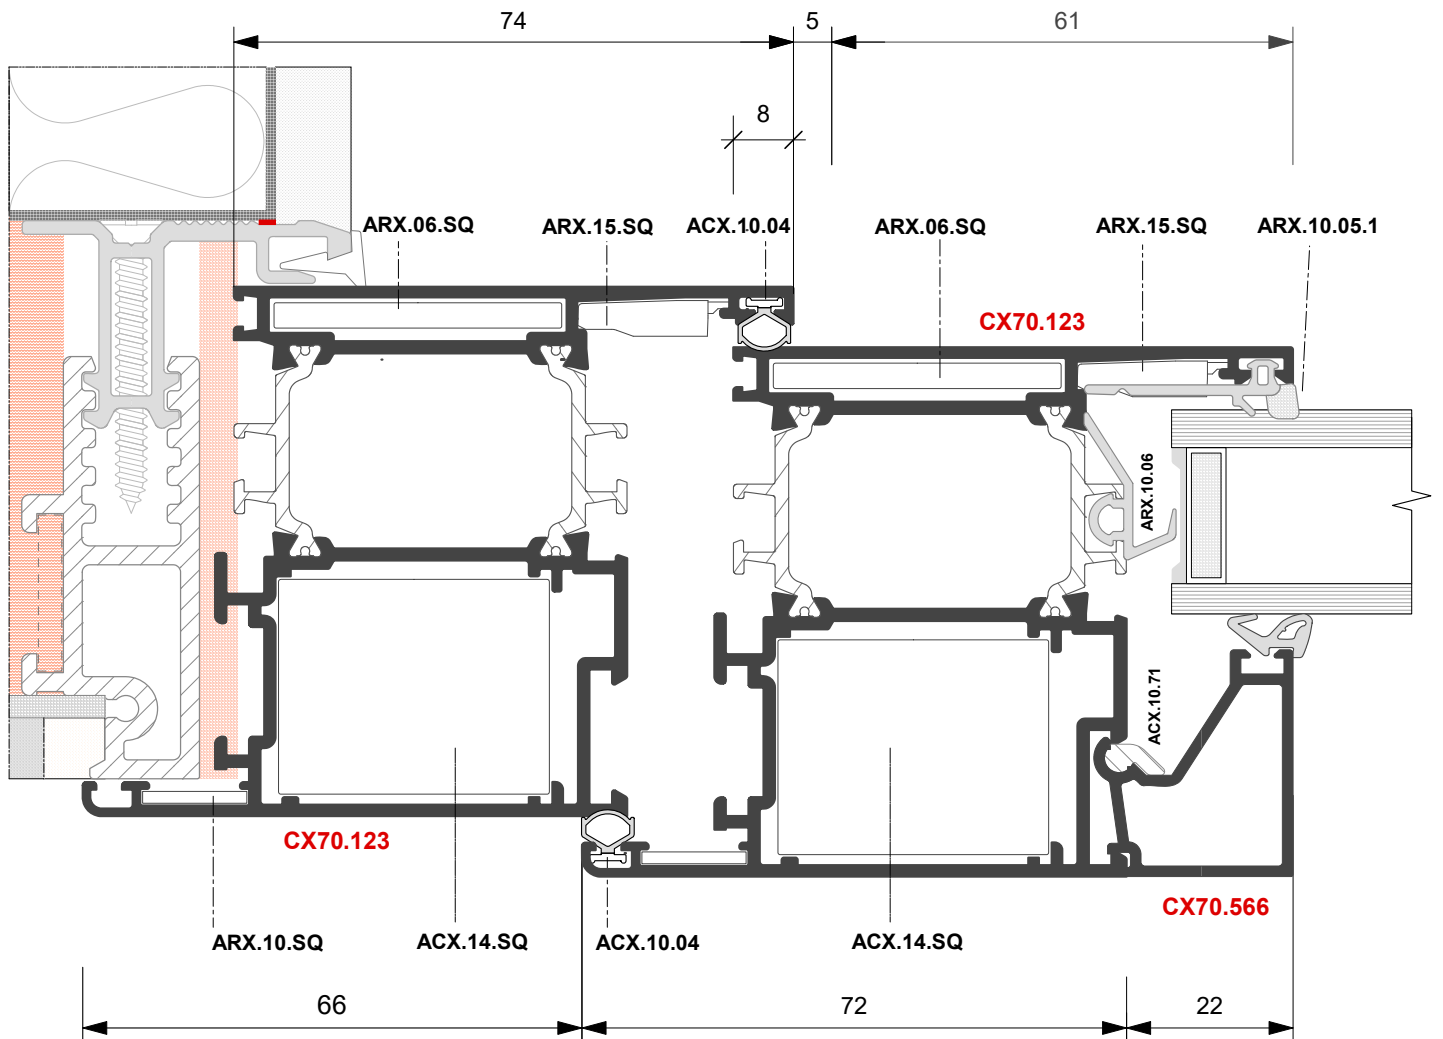 74
5
61
8
ARX.06.SQ
ARX.15.SQ
ACX.10.04
ARX.06.SQ
ARX.15.SQ
ARX.10.05.1
CX70.123
ARX.10.06
ACX.10.71
CX70.123
CX70.566
ARX.10.SQ
ACX.14.SQ
ACX.10.04
ACX.14.SQ
66
72
22